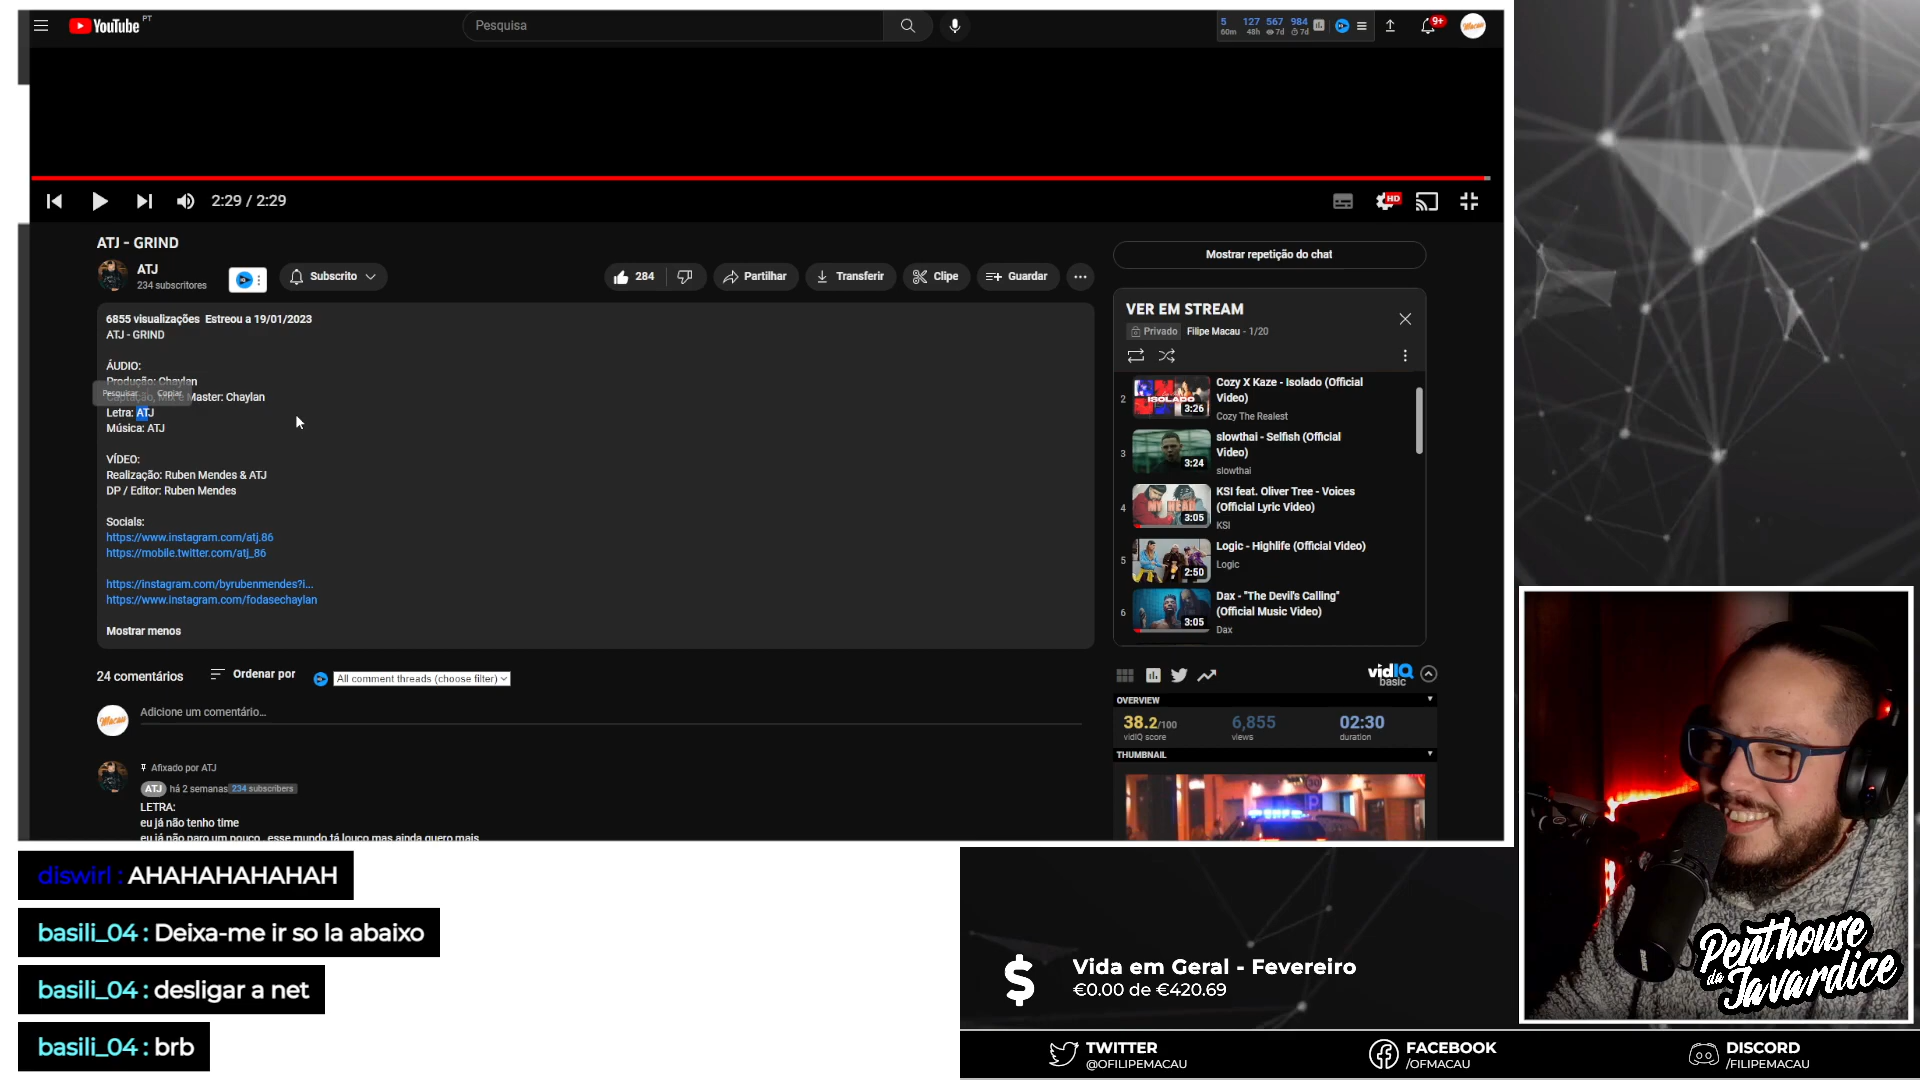 YouTube PT
Pesquisa
5 127 567 984
60m 48h 7d 7d
9+
2:29 / 2:29
HD
ATJ - GRIND
ATJ
234 subscritores
Subscrito
284
Partilhar
Transferir
Clipe
Guardar
6855 visualizações Estreou a 19/01/2023
ATJ - GRIND
ÁUDIO:
Produção: Chaylan
Pesquisar Copiar
Captação, Mix e Master: Chaylan
Letra: ATJ
Música: ATJ
VÍDEO:
Realização: Ruben Mendes & ATJ
DP / Editor: Ruben Mendes
Socials:
https://www.instagram.com/atj.86
https://mobile.twitter.com/atj_86
https://instagram.com/byrubenmendes?i...
https://www.instagram.com/fodasechaylan
Mostrar menos
24 comentários
Ordenar por
All comment threads (choose filter)
Adicione um comentário...
Afixado por ATJ
ATJ há 2 semanas 234 subscribers
LETRA:
eu já não tenho time
eu já não paro um pouco, esse mundo tá louco mas ainda quero mais
Mostrar repetição do chat
VER EM STREAM
Privado Filipe Macau - 1/20
2
ISOLADO
3:26
Cozy X Kaze - Isolado (Official
Video)
Cozy The Realest
3
3:24
slowthai - Selfish (Official
Video)
slowthai
4
MY HEAD
3:05
KSI feat. Oliver Tree - Voices
(Official Lyric Video)
KSI
5
2:50
Logic - Highlife (Official Video)
Logic
6
3:05
Dax - "The Devil's Calling"
(Official Music Video)
Dax
vidIQ
basic
OVERVIEW
38.2/100 6,855 02:30
vidIQ score views duration
THUMBNAIL
diswirl : AHAHAHAHAHAH
basili_04 : Deixa-me ir so la abaixo
basili_04 : desligar a net
basili_04 : brb
$
Vida em Geral - Fevereiro
€0.00 de €420.69
Penthouse
da Javardice
TWITTER
@OFILIPEMACAU
FACEBOOK
/OFMACAU
DISCORD
/FILIPEMACAU